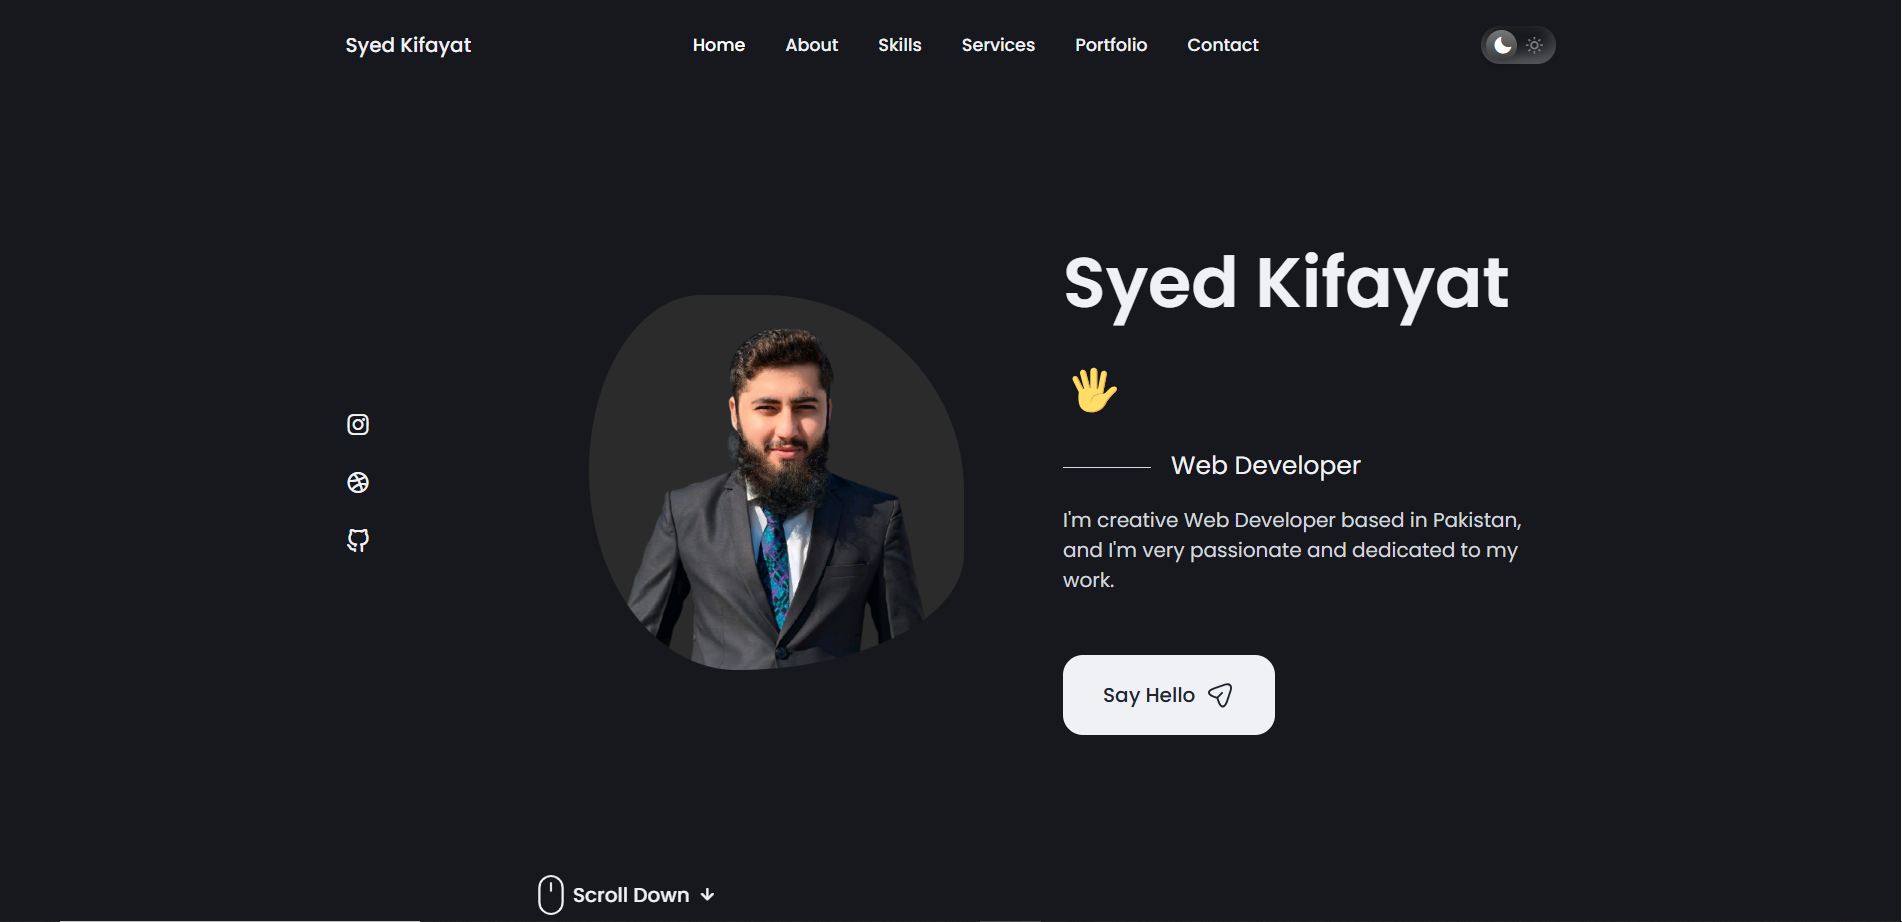 Syed Kifayat
Home
About
Skills
Services
Portfolio
Contact
Syed Kifayat
Web Developer
I'm creative Web Developer based in Pakistan,
and I'm very passionate and dedicated to my
work.
Say Hello
Scroll Down